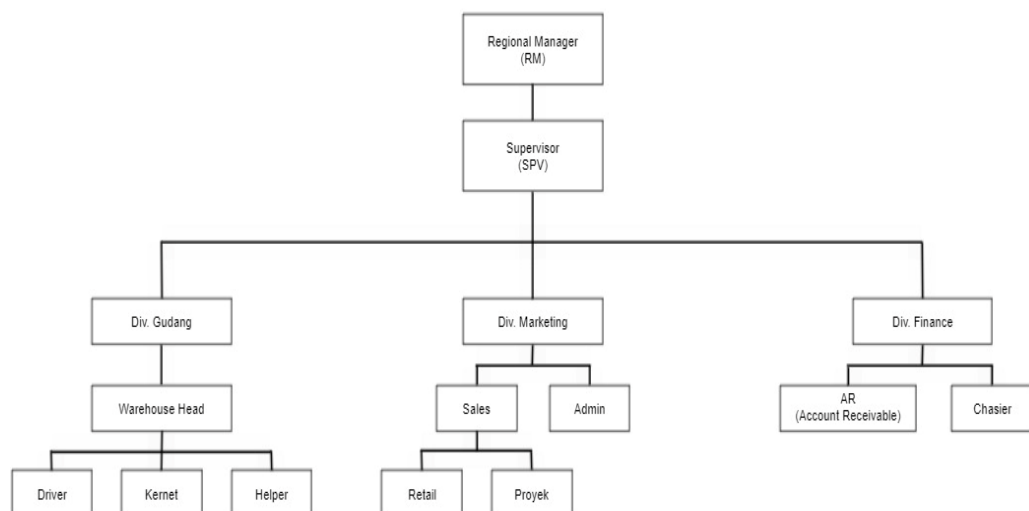 Regional Manager
(RM)
Supervisor
(SPV)
Div. Gudang
Div. Marketing
Div. Finance
Warehouse Head
Sales
Admin
AR
(Account Receivable)
Chasier
Driver
Kernet
Helper
Retail
Proyek